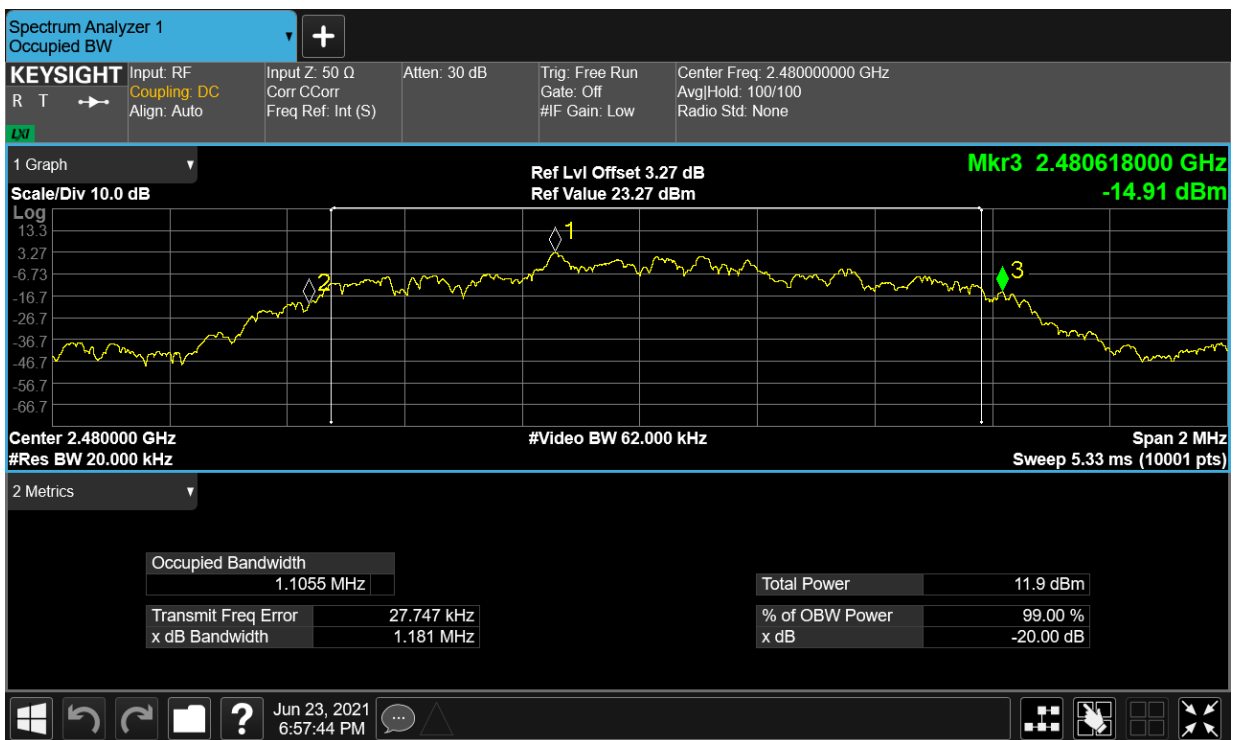 Spectrum Analyzer 1
Occupied BW
▼
+
KEYSIGHT
R T
LXI
Input: RF
Coupling: DC
Align: Auto
Input Z: 50 Ω
Corr CCorr
Freq Ref: Int (S)
Atten: 30 dB
Trig: Free Run
Gate: Off
#IF Gain: Low
Center Freq: 2.480000000 GHz
Avg|Hold: 100/100
Radio Std: None
1 Graph ▼
Scale/Div 10.0 dB
Ref Lvl Offset 3.27 dB
Ref Value 23.27 dBm
Mkr3 2.480618000 GHz
-14.91 dBm
Log
13.3
3.27
-6.73
-16.7
-26.7
-36.7
-46.7
-56.7
-66.7
1
2
3
Center 2.480000 GHz
#Res BW 20.000 kHz
#Video BW 62.000 kHz
Span 2 MHz
Sweep 5.33 ms (10001 pts)
2 Metrics ▼
Occupied Bandwidth
1.1055 MHz
Transmit Freq Error 27.747 kHz
x dB Bandwidth 1.181 MHz
Total Power 11.9 dBm
% of OBW Power 99.00 %
x dB -20.00 dB
?
Jun 23, 2021
6:57:44 PM